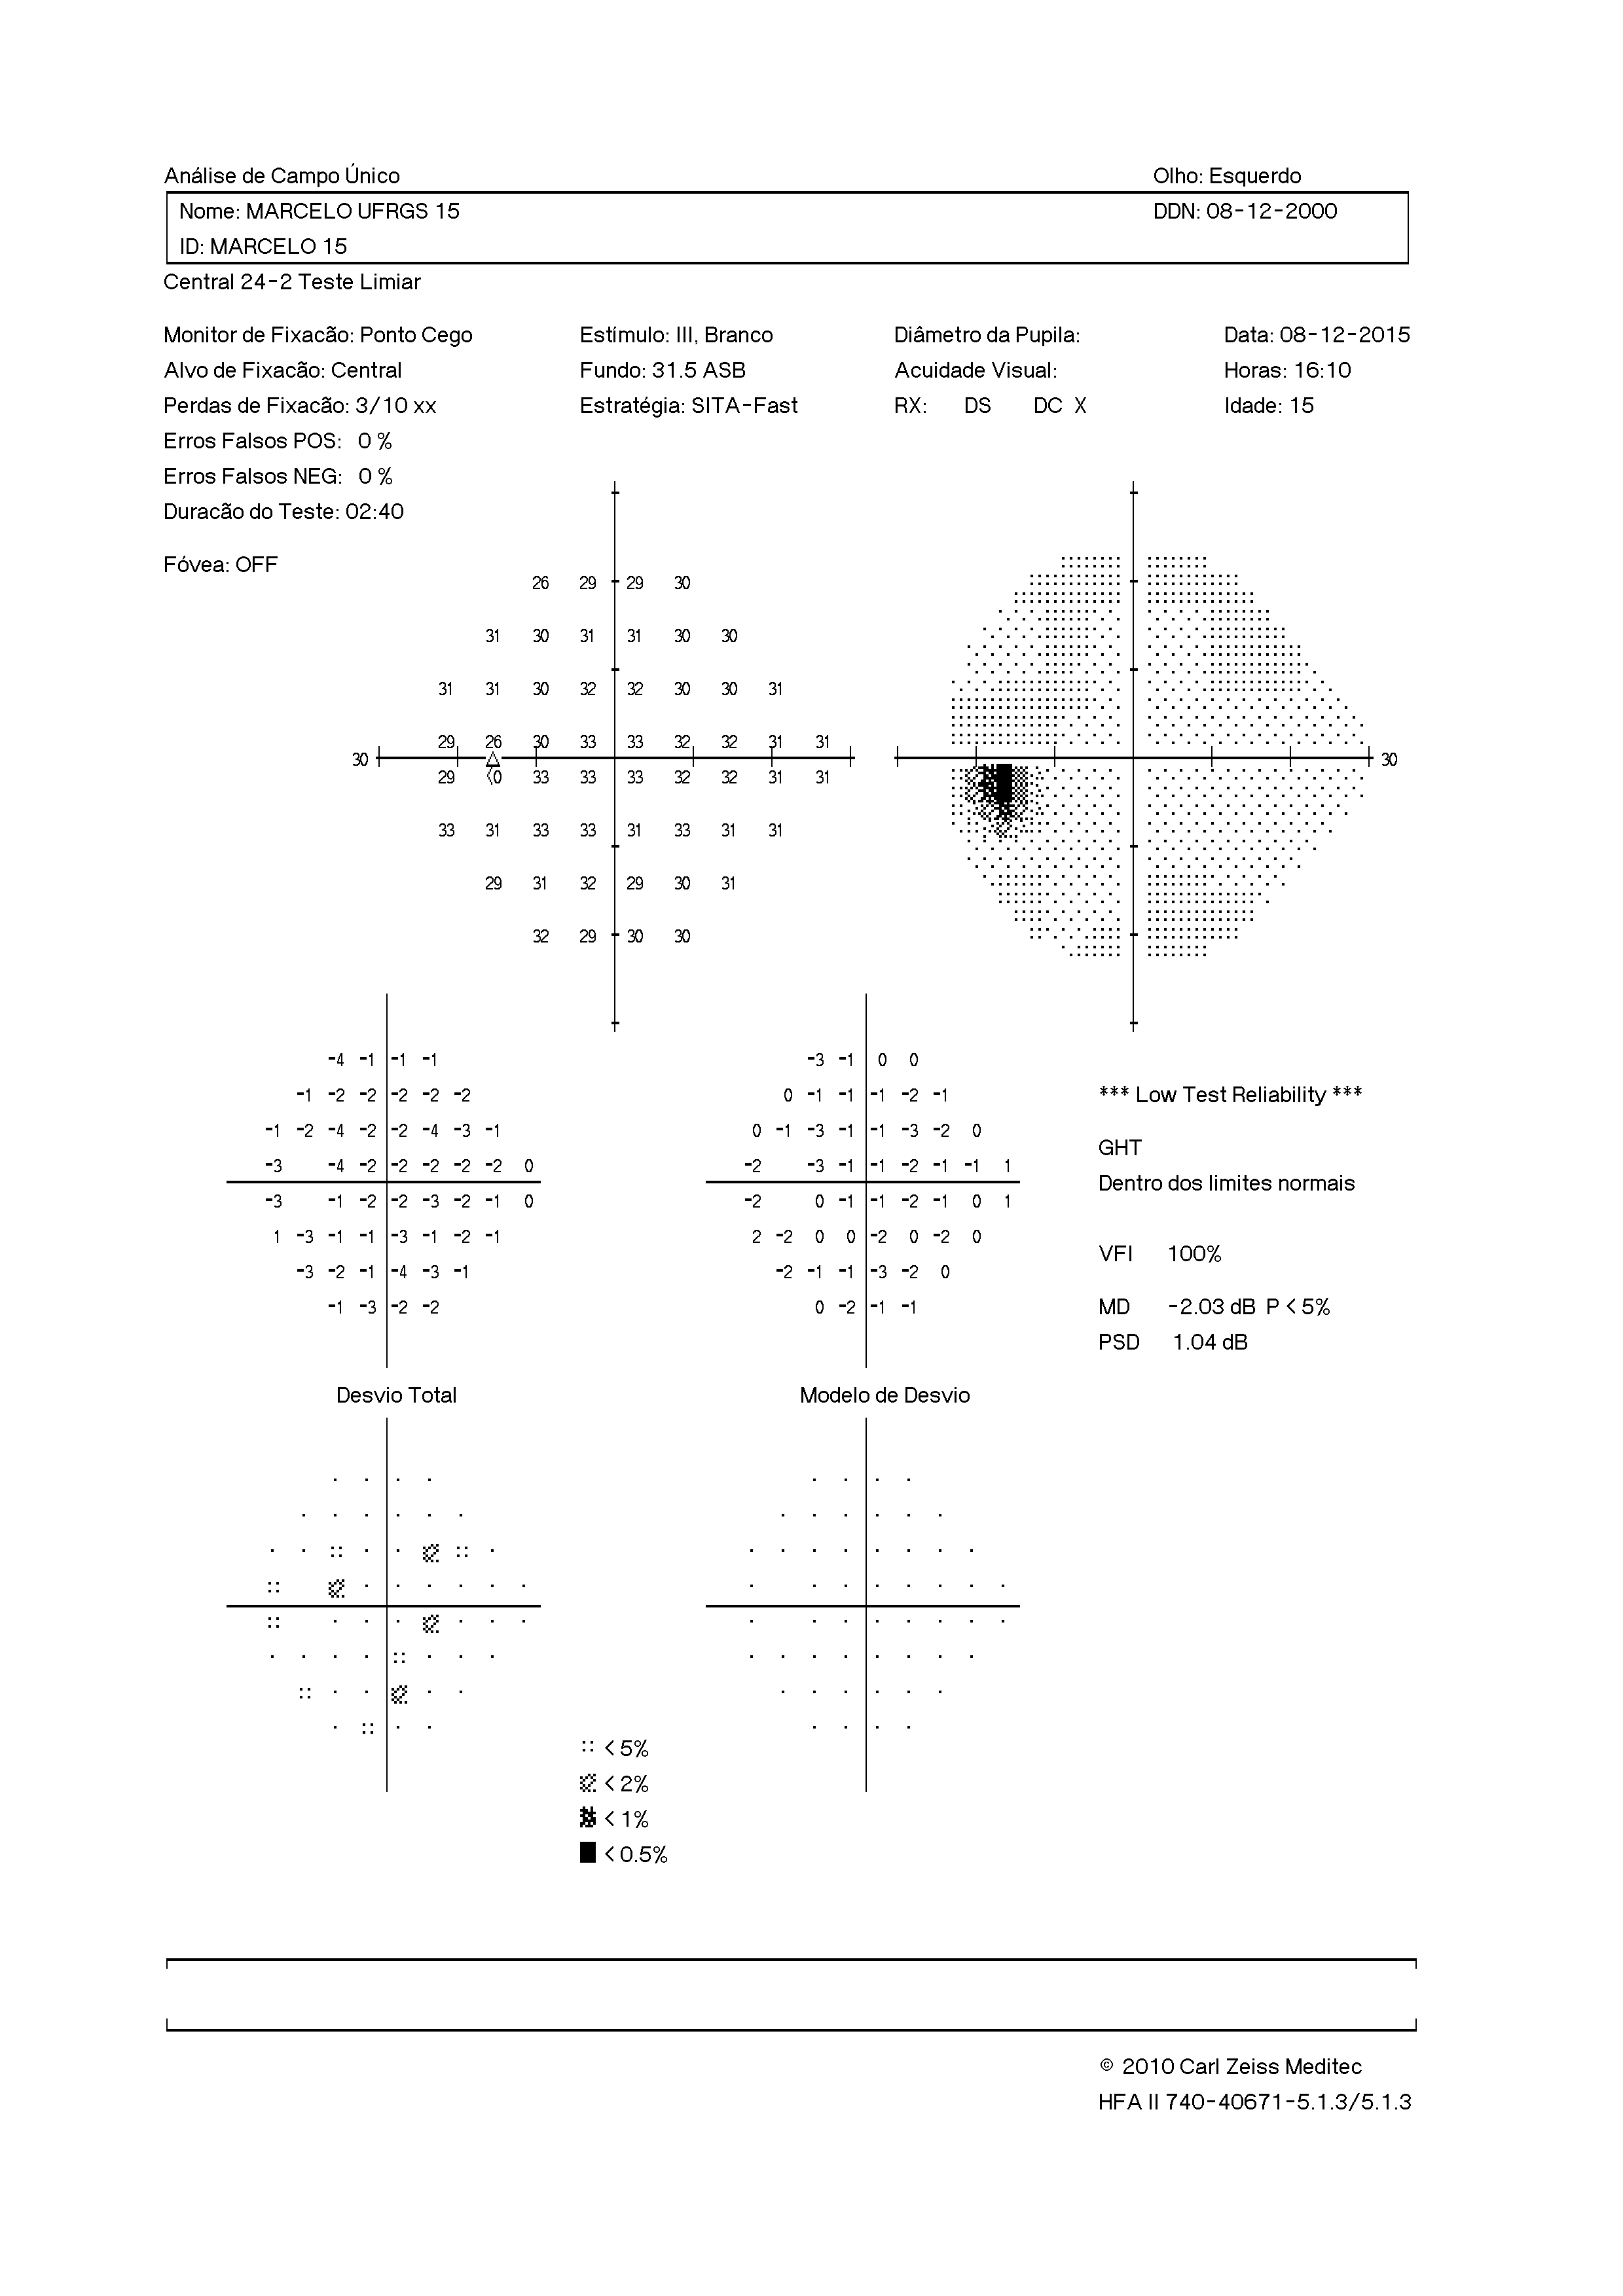 Análise de Campo Único Olho: Esquerdo
Nome: MARCELO UFRGS 15 DDN: 08-12-2000
ID: MARCELO 15
Central 24-2 Teste Limiar
Monitor de Fixacão: Ponto Cego Estímulo: III, Branco Diâmetro da Pupila: Data: 08-12-2015
Alvo de Fixacão: Central Fundo: 31.5 ASB Acuidade Visual: Horas: 16:10
Perdas de Fixacão: 3/10 xx Estratégia: SITA-Fast RX: DS DC X Idade: 15
Erros Falsos POS: 0 %
Erros Falsos NEG: 0 %
Duracão do Teste: 02:40
Fóvea: OFF
26 29 29 30
31 30 31 31 30 30
31 31 30 32 32 30 30 31
29 26 30 33 33 32 32 31 31
30 30
29 <0 33 33 33 32 32 31 31
33 31 33 33 31 33 31 31
29 31 32 29 30 31
32 29 30 30
-4 -1 -1 -1 -3 -1 0 0
-1 -2 -2 -2 -2 -2 0 -1 -1 -1 -2 -1 *** Low Test Reliability ***
-1 -2 -4 -2 -2 -4 -3 -1 0 -1 -3 -1 -1 -3 -2 0
GHT
-3 -4 -2 -2 -2 -2 -2 0 -2 -3 -1 -1 -2 -1 -1 1
Dentro dos limites normais
-3 -1 -2 -2 -3 -2 -1 0 -2 0 -1 -1 -2 -1 0 1
1 -3 -1 -1 -3 -1 -2 -1 2 -2 0 0 -2 0 -2 0
VFI 100%
-3 -2 -1 -4 -3 -1 -2 -1 -1 -3 -2 0
-1 -3 -2 -2 0 -2 -1 -1 MD -2.03 dB P < 5%
PSD 1.04 dB
Desvio Total Modelo de Desvio
< 5%
< 2%
< 1%
< 0.5%
© 2010 Carl Zeiss Meditec
HFA II 740-40671-5.1.3/5.1.3